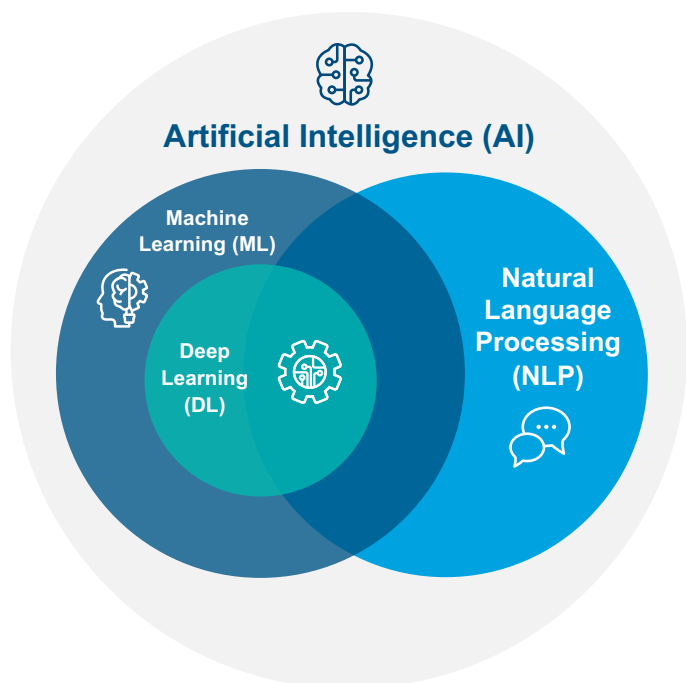 Artificial Intelligence (AI)
Machine
Learning (ML)
Deep
Learning
(DL)
Natural
Language
Processing
(NLP)